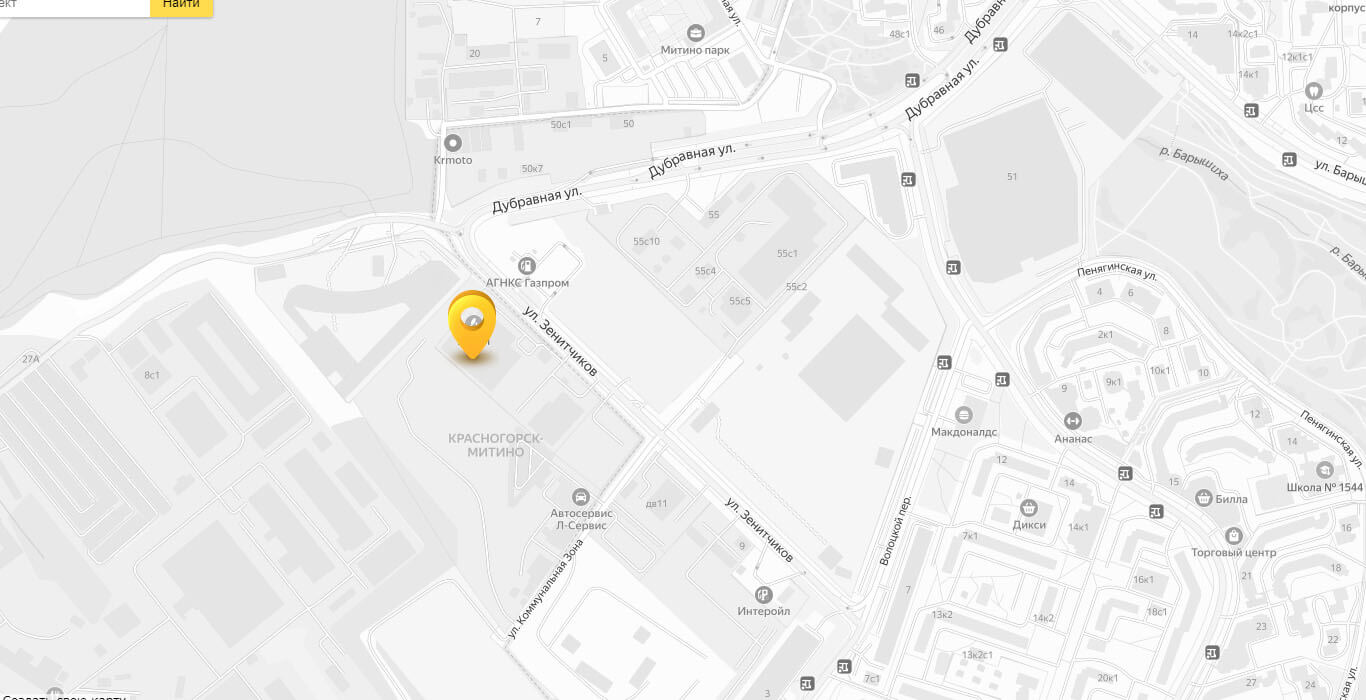 Найти
7
Митино парк
5
20
48с1
46
Дубравная ул.
14
14к2с1
корпус
12к1с1
14к1
Цсс
12
50с1
50
Krmoto
50к7
Дубравная ул.
Дубравная ул.
р. Барышиха
ул. Барыш
51
Дубравная ул.
55
55с10
55с1
55с4
55с2
55с5
АГНКС Газпром
Пенягинская ул.
р. Бары
4
6
2к1
8
10к1
10
9
9к1
ул. Зенитчиков
27А
8с1
Макдоналдс
Ананас
12
Пенягинская ул.
14
КРАСНОГОРСК-
МИТИНО
12
14
15
Школа № 1544
Билла
Автосервис
Л-Сервис
дв11
Дикси
14к1
16
ул. Зенитчиков
Волоцкой пер.
7к1
9
Торговый центр
ул. Коммунальная Зона
7
16к1
21
18
Интеройл
13к2
14к2
18с1
23
22
13к2с1
7с1
20к1
27
24
3
Создать свою карту